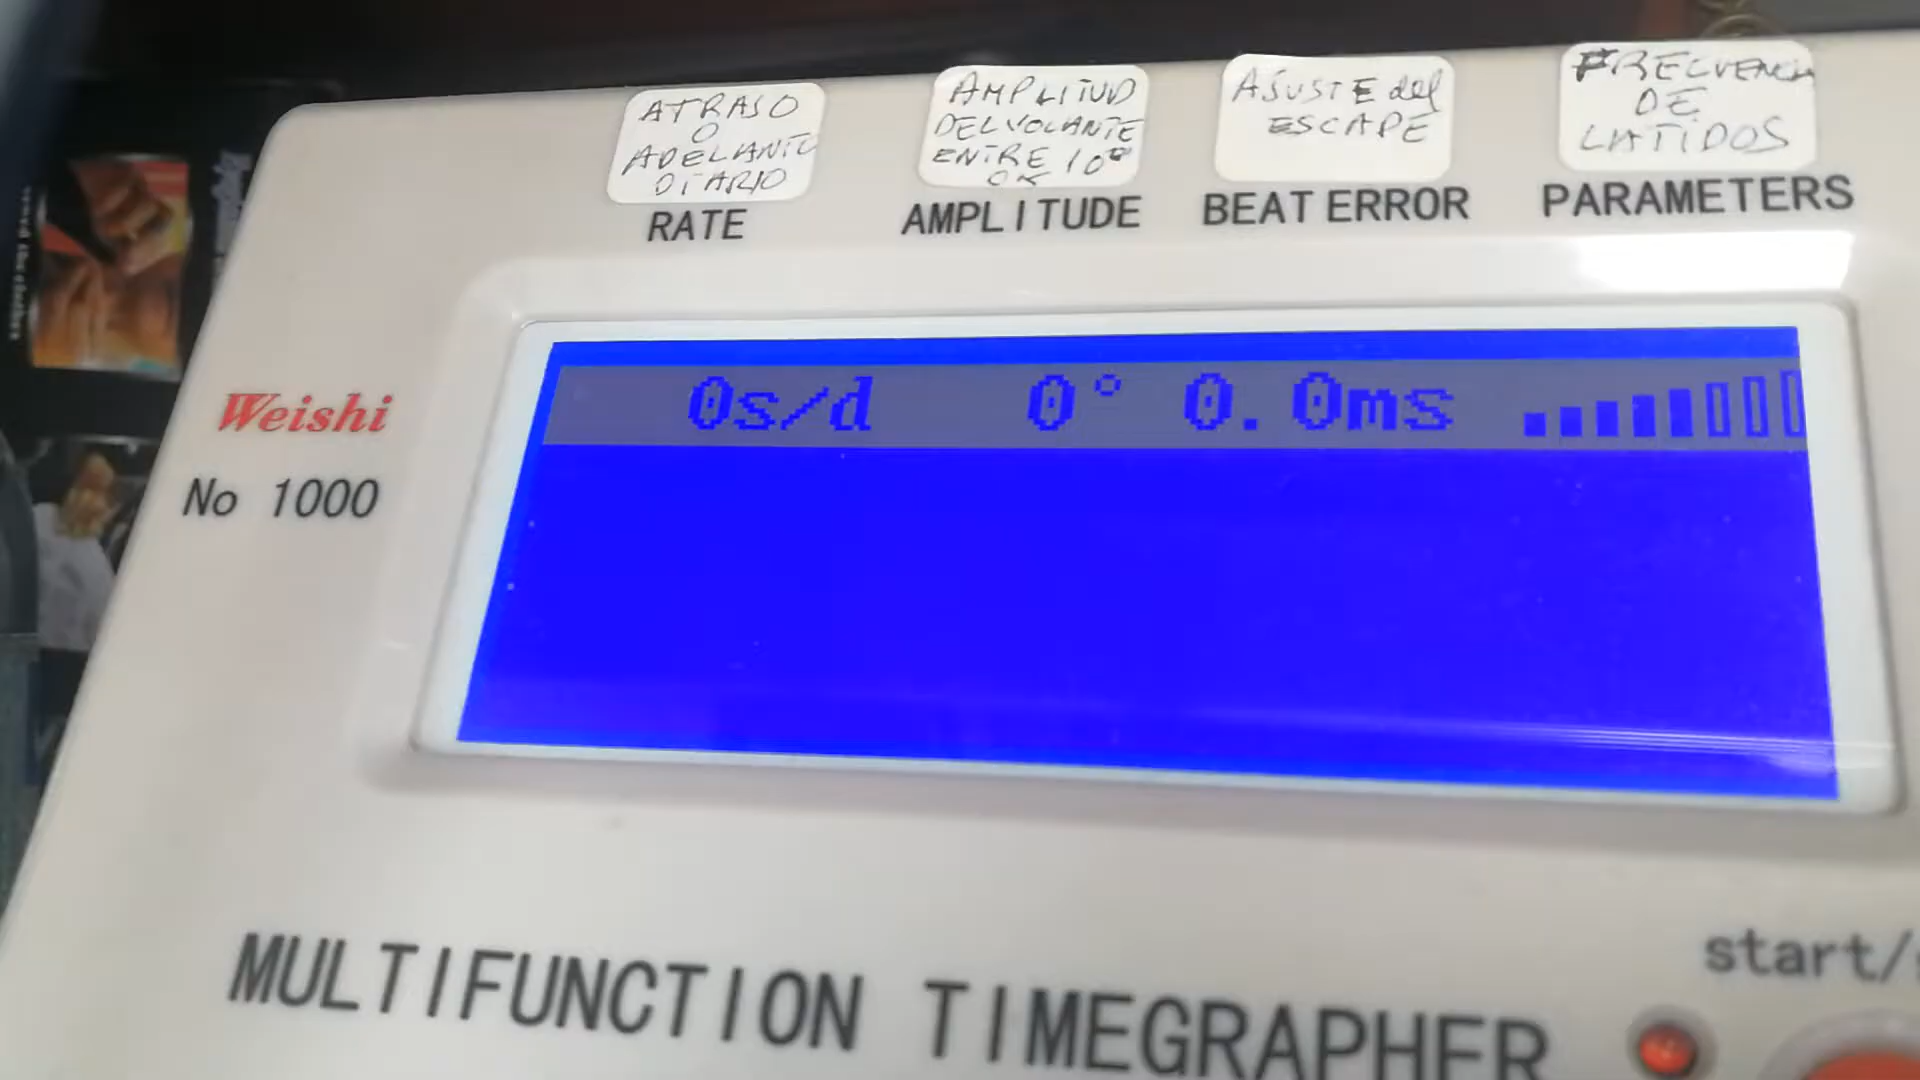 ATRASO
O
ADELANTO
DIARIO
AMPLITUD
DEL VOLANTE
ENTRE
OK
AJUSTE del
ESCAPE
FRECUENCIA
DE
LATIDOS
RATE
AMPLITUDE
BEAT ERROR
PARAMETERS
0s/d 0° 0.0ms
Weishi
No 1000
start/
MULTIFUNCTION TIMEGRAPHER